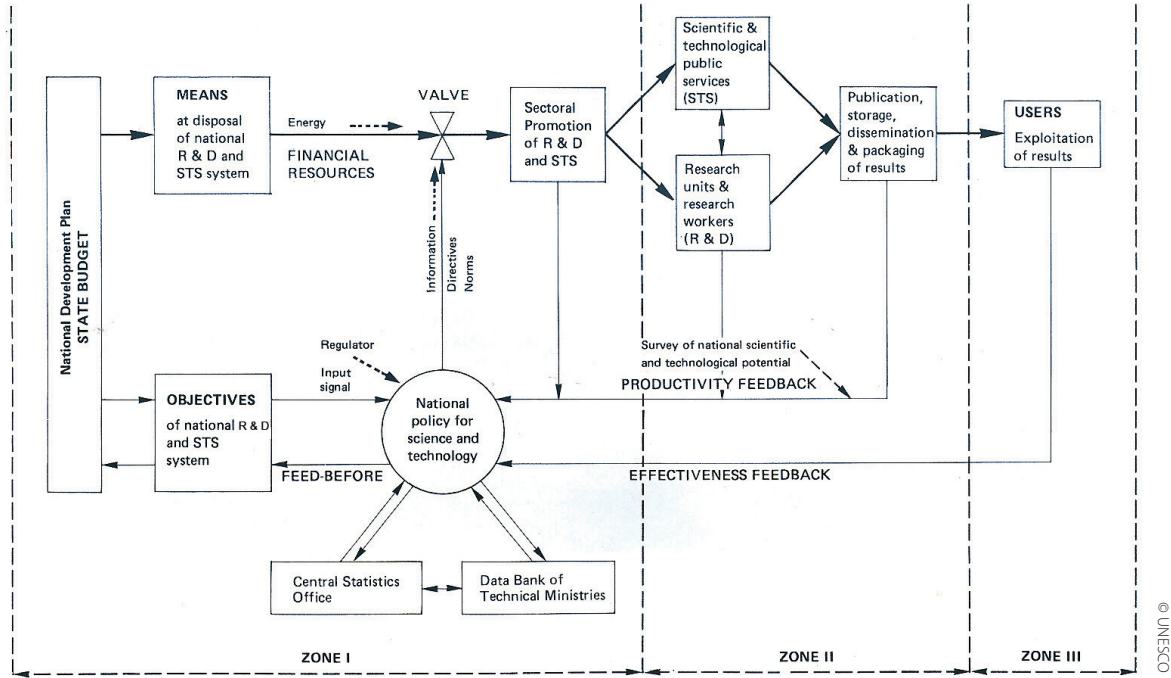 National Development Plan
STATE BUDGET
MEANS
at disposal
of national
R & D and
STS system
Energy
FINANCIAL
RESOURCES
VALVE
Information
Directives
Norms
Sectoral
Promotion
of R & D
and STS
Scientific &
technological
public
services
(STS)
Research
units &
research
workers
(R & D)
Publication,
storage,
dissemination
& packaging
of results
USERS
Exploitation
of results
Regulator
Input
signal
Survey of national scientific
and technological potential
PRODUCTIVITY FEEDBACK
OBJECTIVES
of national R & D
and STS
system
National
policy for
science and
technology
FEED-BEFORE
EFFECTIVENESS FEEDBACK
Central Statistics
Office
Data Bank of
Technical Ministries
ZONE I
ZONE II
ZONE III
© UNESCO